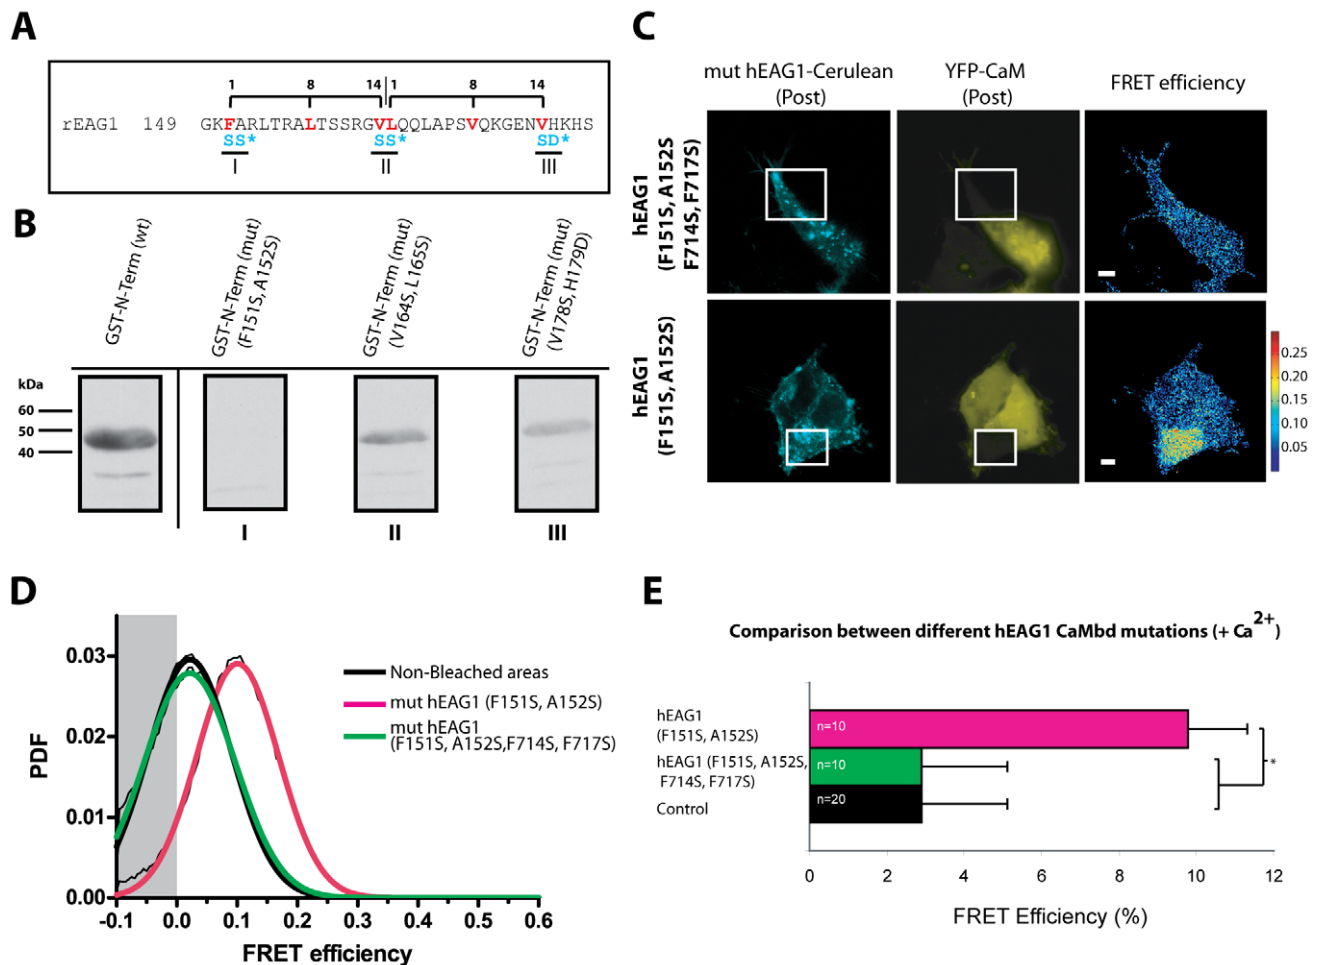 A
1 8 14 1 8 14
rEAG1 149 GKFARLTRALTSSRGVLQQLAPSVQKGENVHKHS
SS* SS* SD*
I II III
B
GST-N-Term (wt)
GST-N-Term (mut)
(F151S, A152S)
GST-N-Term (mut)
(V164S, L165S)
GST-N-Term (mut)
(V178S, H179D)
kDa
60
50
40
I II III
C
mut hEAG1-Cerulean
(Post)
YFP-CaM
(Post)
FRET efficiency
hEAG1
(F151S, A152S
F714S, F717S)
hEAG1
(F151S, A152S)
0.25
0.20
0.15
0.10
0.05
D
PDF
0.03
0.02
0.01
0.00
-0.1 0.0 0.1 0.2 0.3 0.4 0.5 0.6
FRET efficiency
Non-Bleached areas
mut hEAG1 (F151S, A152S)
mut hEAG1
(F151S, A152S,F714S, F717S)
E
Comparison between different hEAG1 CaMbd mutations (+ Ca2+)
hEAG1
(F151S, A152S)
n=10
hEAG1 (F151S, A152S,
F714S, F717S)
n=10
Control
n=20
*
0 2 4 6 8 10 12
FRET Efficiency (%)